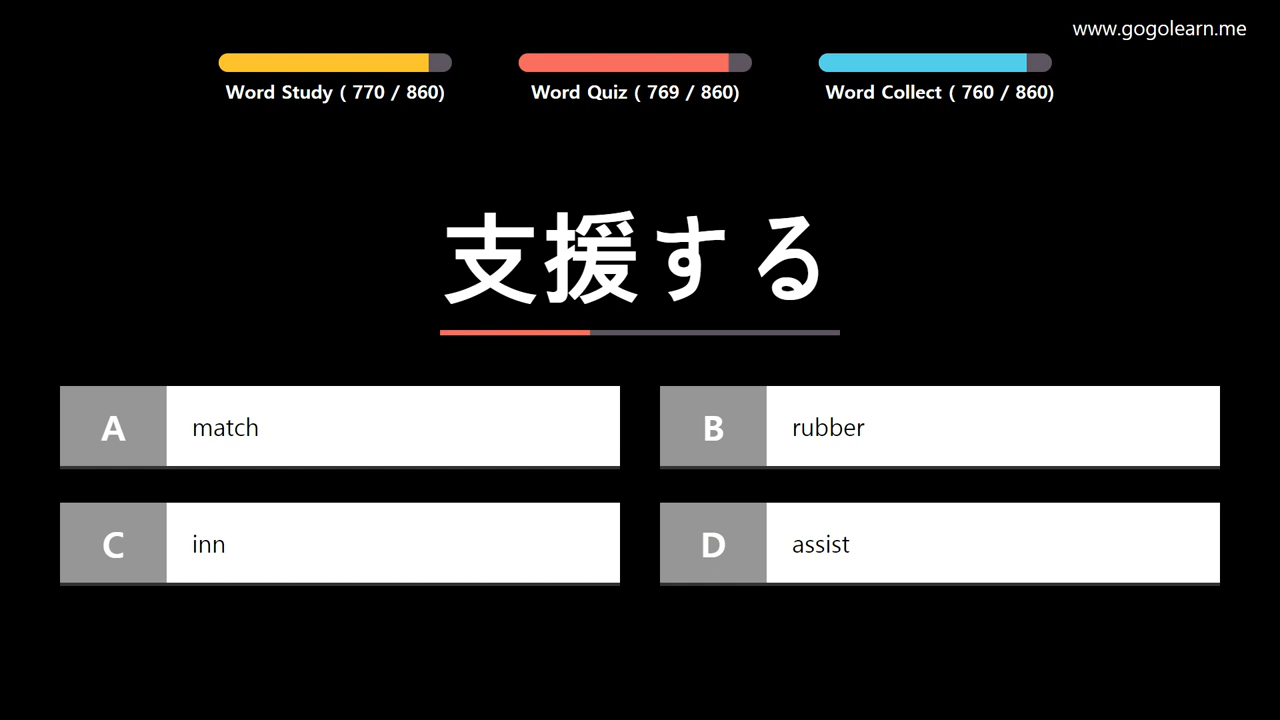 www.gogolearn.me
Word Study ( 770 / 860)
Word Quiz ( 769 / 860)
Word Collect ( 760 / 860)
支援する
A match
B rubber
C inn
D assist